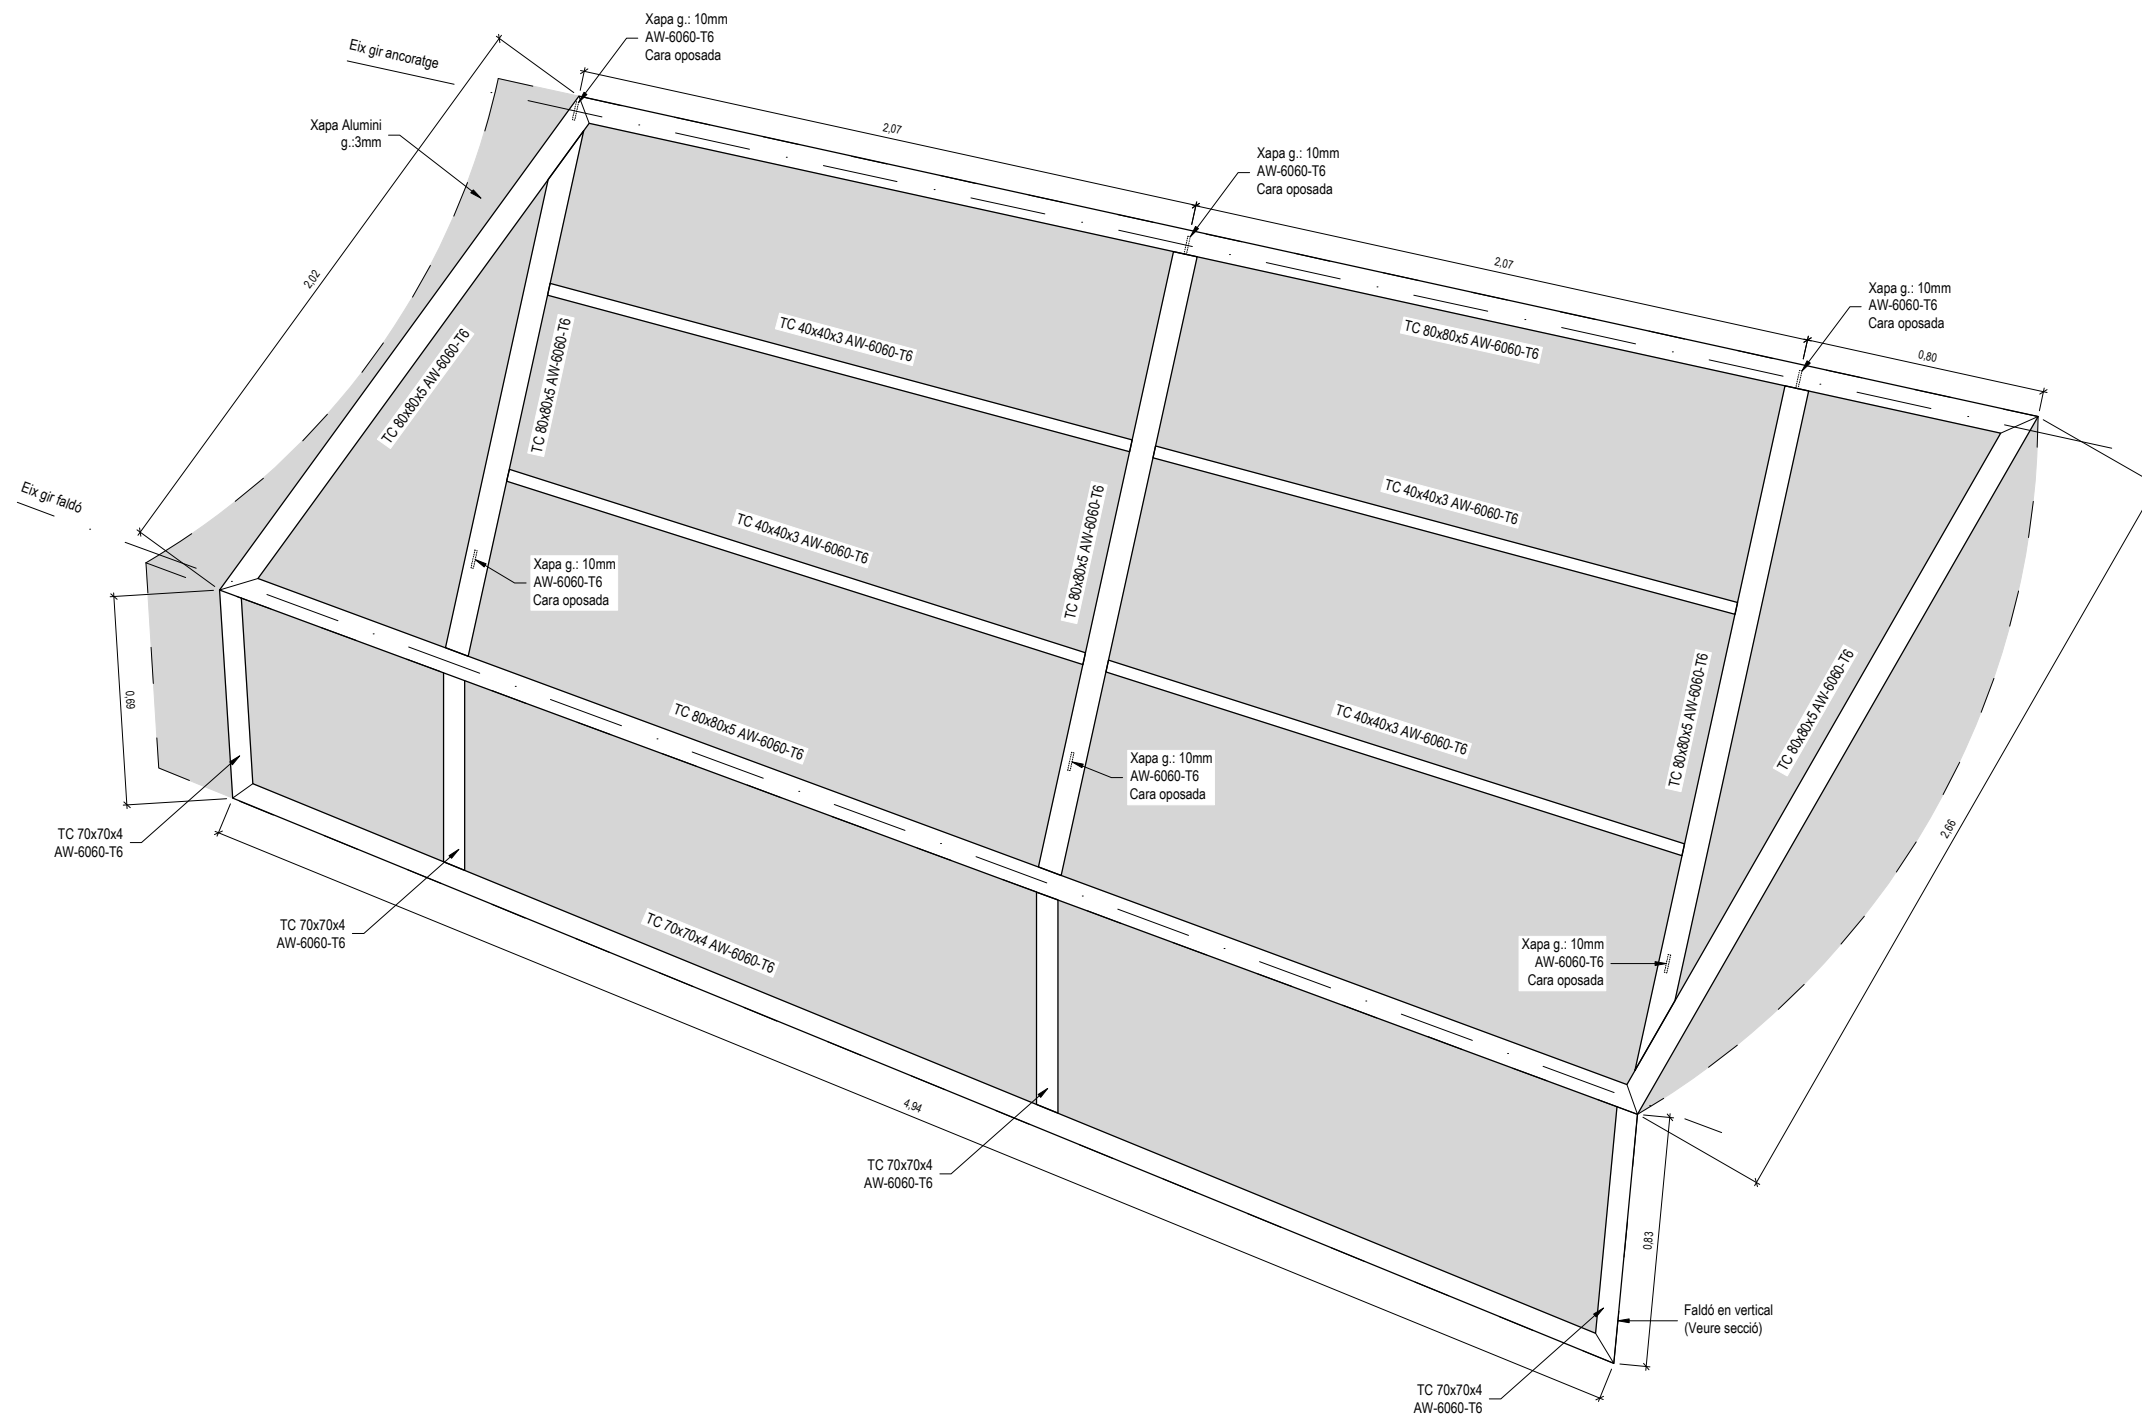 Xapa g.: 10mm
AW-6060-T6
Cara oposada
Eix gir ancoratge
Xapa Alumini
g.:3mm
2,07
Xapa g.: 10mm
AW-6060-T6
Cara oposada
2,07
Xapa g.: 10mm
AW-6060-T6
Cara oposada
0,80
2,02
TC 80x80x5 AW-6060-T6
TC 80x80x5 AW-6060-T6
TC 40x40x3 AW-6060-T6
TC 80x80x5 AW-6060-T6
Eix gir faldó
TC 40x40x3 AW-6060-T6
TC 80x80x5 AW-6060-T6
TC 40x40x3 AW-6060-T6
Xapa g.: 10mm
AW-6060-T6
Cara oposada
0,69
TC 80x80x5 AW-6060-T6
Xapa g.: 10mm
AW-6060-T6
Cara oposada
TC 40x40x3 AW-6060-T6
TC 80x80x5 AW-6060-T6
TC 80x80x5 AW-6060-T6
2,66
TC 70x70x4
AW-6060-T6
TC 70x70x4
AW-6060-T6
TC 70x70x4 AW-6060-T6
Xapa g.: 10mm
AW-6060-T6
Cara oposada
4,94
TC 70x70x4
AW-6060-T6
0,83
Faldó en vertical
(Veure secció)
TC 70x70x4
AW-6060-T6